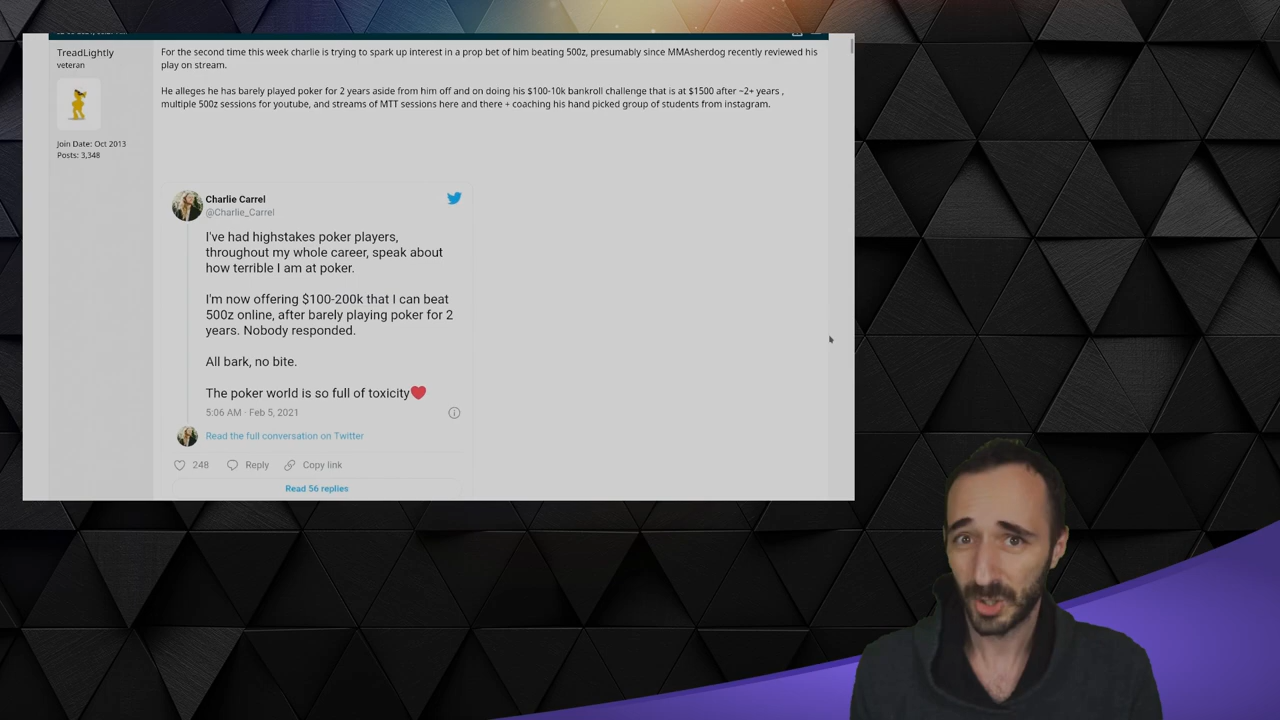 TreadLightly
veteran
Join Date: Oct 2013
Posts: 3,348
For the second time this week charlie is trying to spark up interest in a prop bet of him beating 500z, presumably since MMAsherdog recently reviewed his
play on stream.
He alleges he has barely played poker for 2 years aside from him off and on doing his $100-10k bankroll challenge that is at $1500 after ~2+ years ,
multiple 500z sessions for youtube, and streams of MTT sessions here and there + coaching his hand picked group of students from instagram.
Charlie Carrel
@Charlie_Carrel
I've had highstakes poker players,
throughout my whole career, speak about
how terrible I am at poker.
I'm now offering $100-200k that I can beat
500z online, after barely playing poker for 2
years. Nobody responded.
All bark, no bite.
The poker world is so full of toxicity❤️
5:06 AM · Feb 5, 2021
Read the full conversation on Twitter
248 Reply Copy link
Read 56 replies